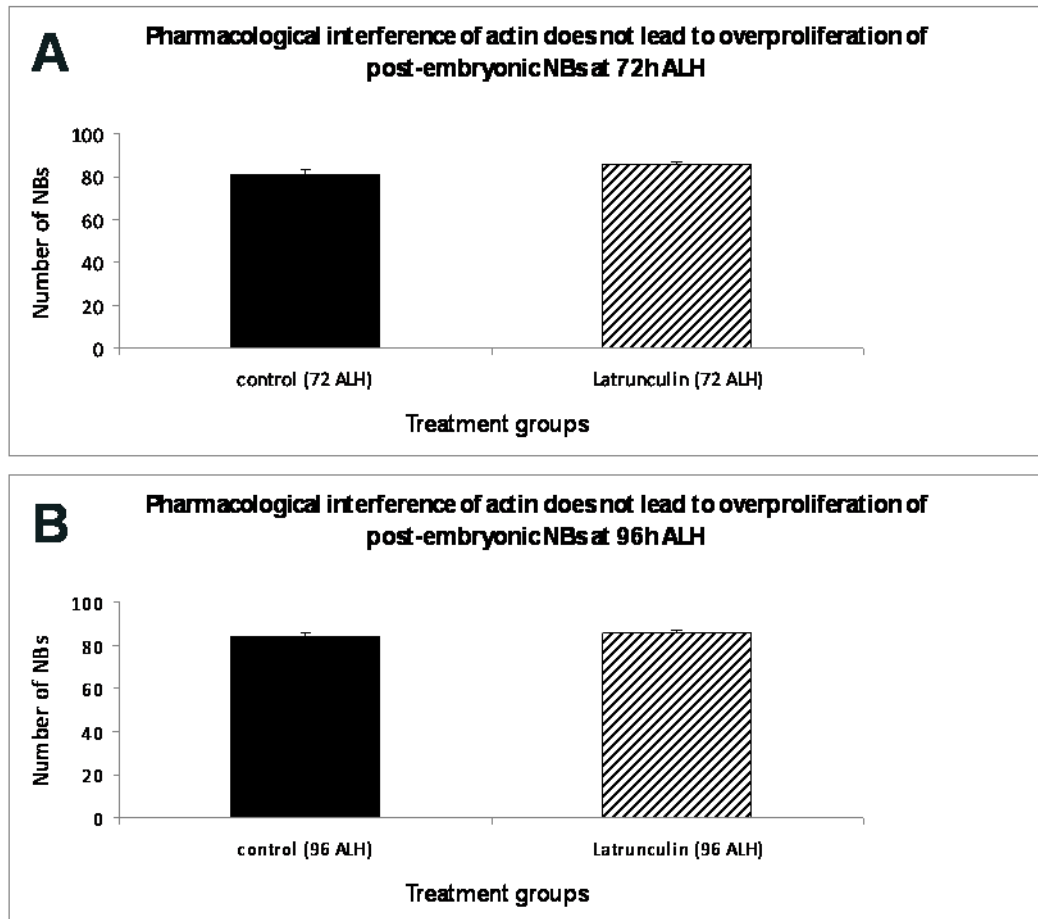 A
Pharmacological interference of actin does not lead to overproliferation of
post-embryonic NBs at 72h ALH
Number of NBs
100
80
60
40
20
0
control (72 ALH)
Latrunculin (72 ALH)
Treatment groups
B
Pharmacological interference of actin does not lead to overproliferation of
post-embryonic NBs at 96h ALH
Number of NBs
100
80
60
40
20
0
control (96 ALH)
Latrunculin (96 ALH)
Treatment groups